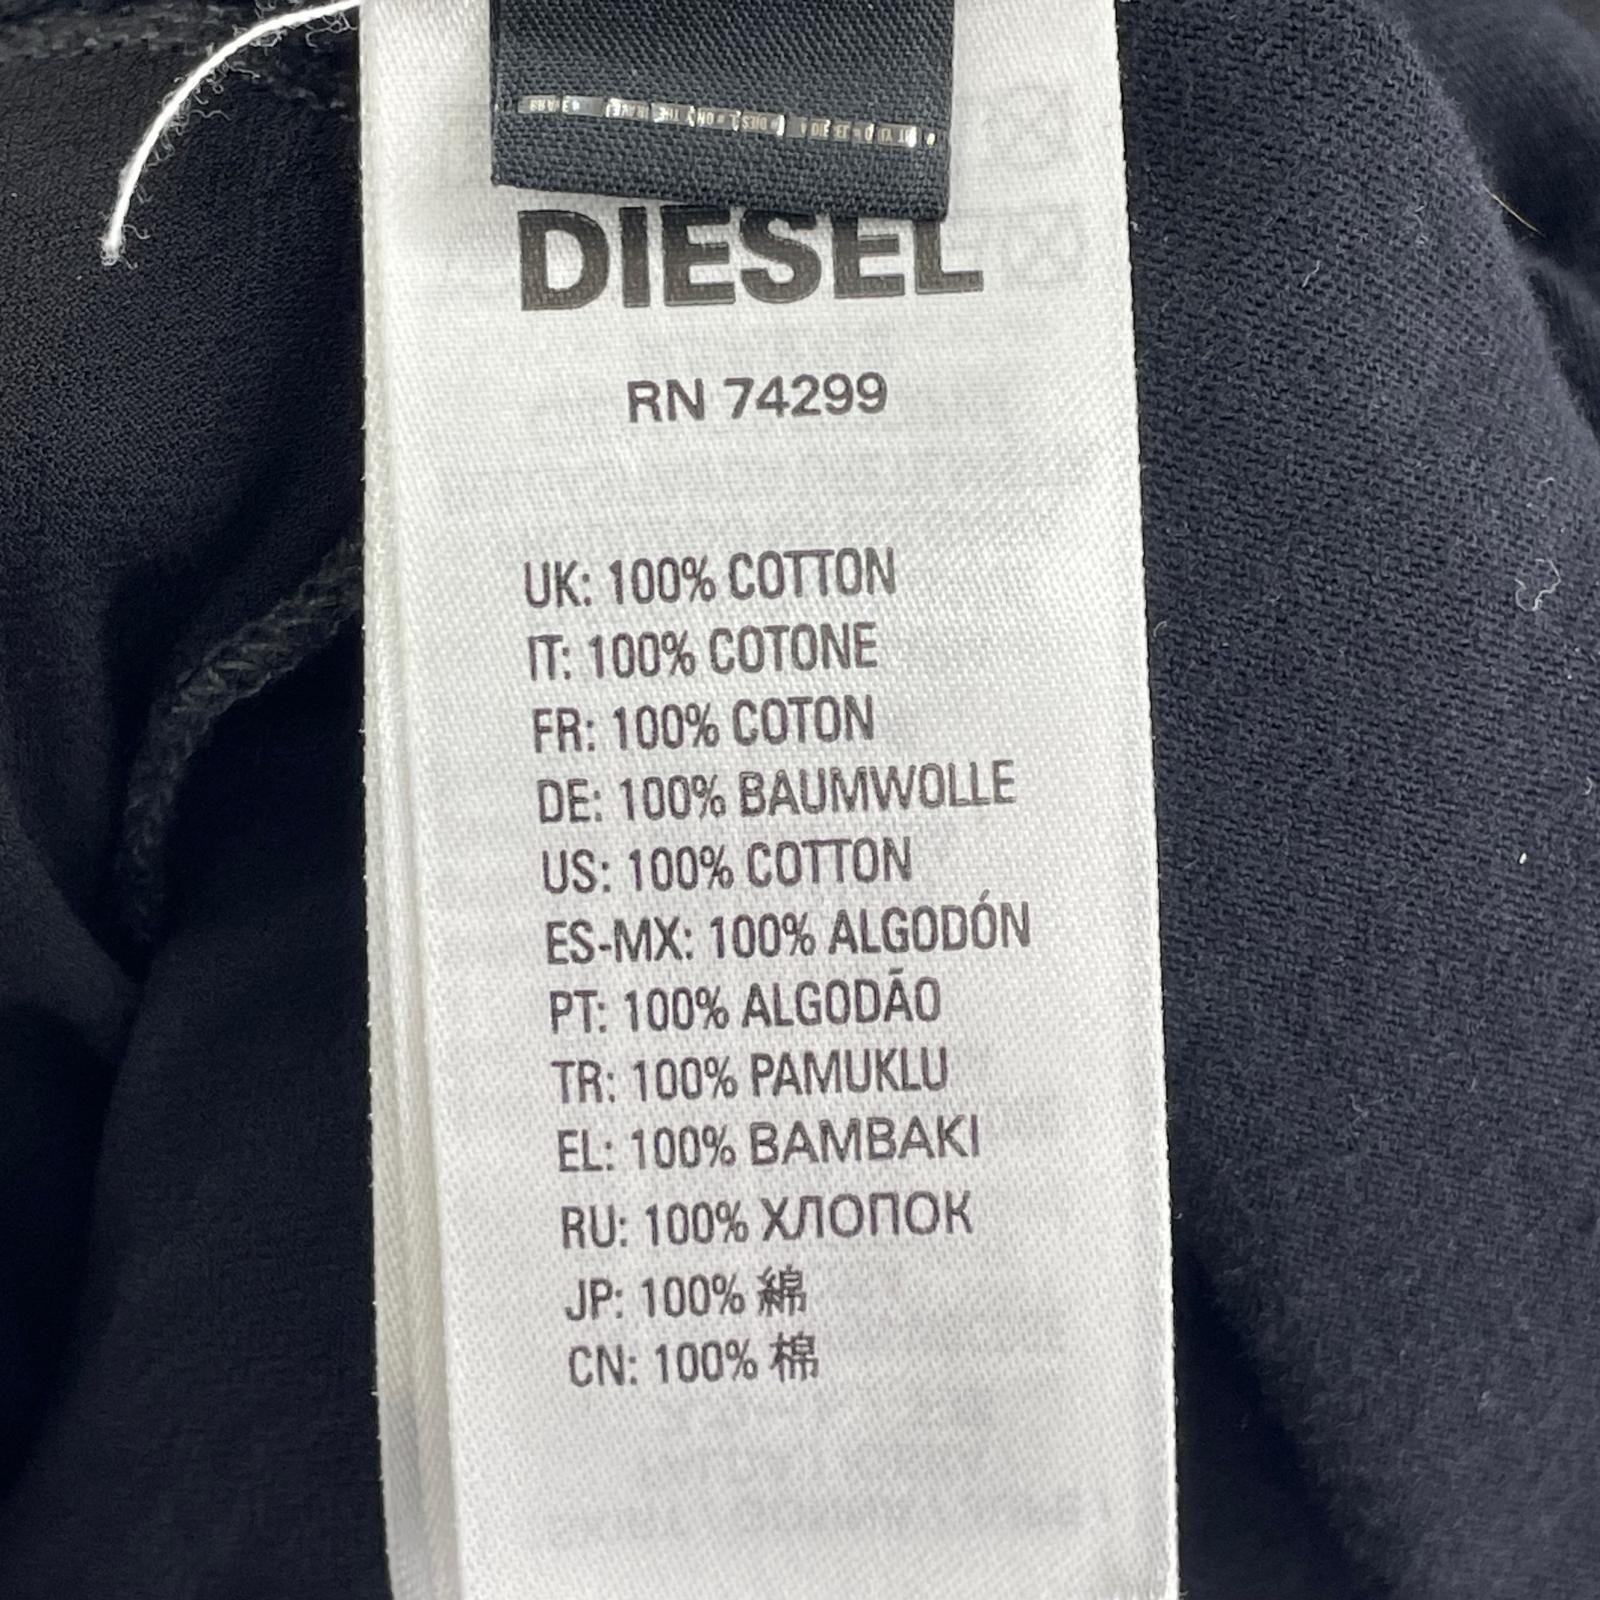 DIESEL
RN 74299
UK: 100% COTTON
IT: 100% COTONE
FR: 100% COTON
DE: 100% BAUMWOLLE
US: 100% COTTON
ES-MX: 100% ALGODÓN
PT: 100% ALGODÃO
TR: 100% PAMUKLU
EL: 100% BAMBAKI
RU: 100% ХЛОПОК
JP: 100% 綿
CN: 100% 棉